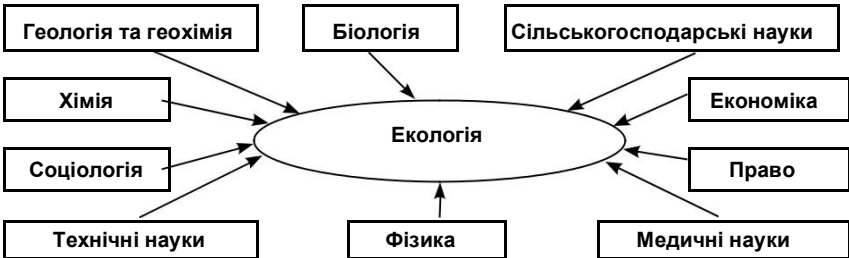 Геологія та геохімія
Біологія
Сільськогосподарські науки
Хімія
Економіка
Екологія
Соціологія
Право
Технічні науки
Фізика
Медичні науки